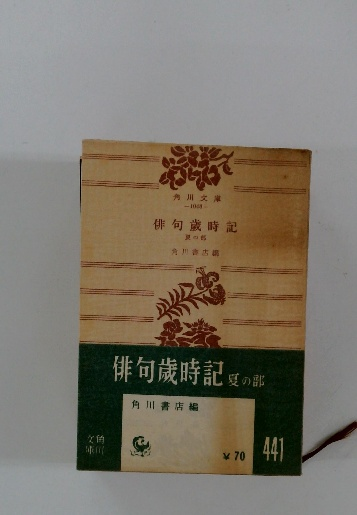 角川文庫
俳句歳時記
夏の部
角川書店編
俳句歳時記 夏の部
角川書店編
角川
文庫
¥70
441